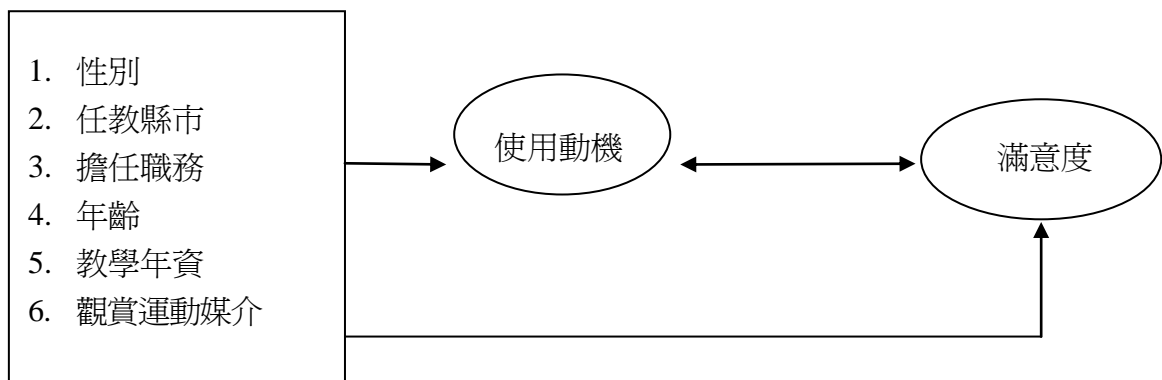 1. 性別
2. 任教縣市
3. 擔任職務
4. 年齡
5. 教學年資
6. 觀賞運動媒介
使用動機
滿意度